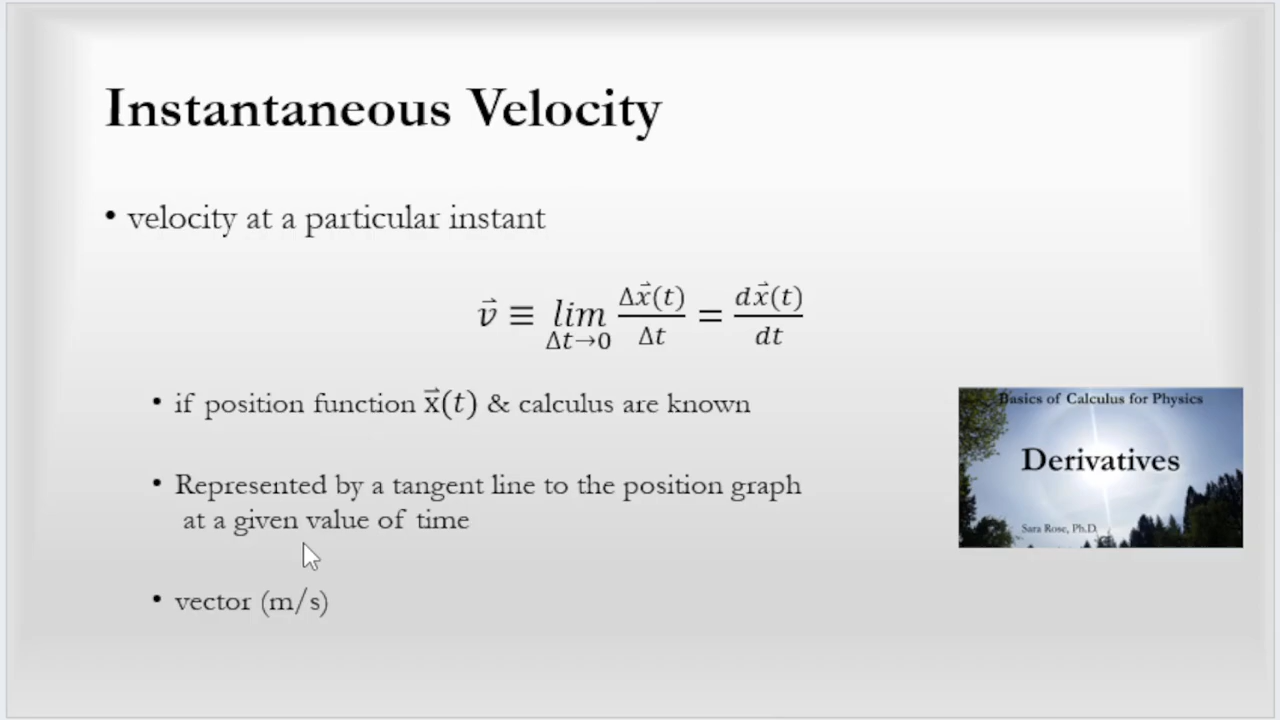 Instantaneous Velocity
• velocity at a particular instant
v⃗ ≡ lim Δt→0 Δx⃗(t)/Δt = dx⃗(t)/dt
• if position function x⃗(t) & calculus are known
• Represented by a tangent line to the position graph
at a given value of time
• vector (m/s)
Basics of Calculus for Physics
Derivatives
Sara Rose, Ph.D.